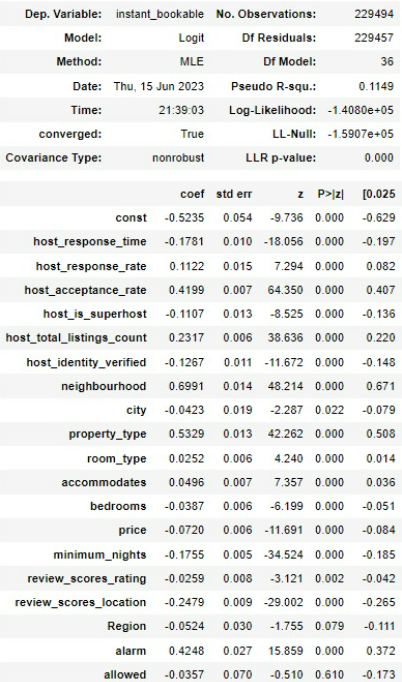 Dep. Variable: instant_bookable No. Observations: 229494
Model: Logit Df Residuals: 229457
Method: MLE Df Model: 36
Date: Thu, 15 Jun 2023 Pseudo R-squ.: 0.1149
Time: 21:39:03 Log-Likelihood: -1.4080e+05
converged: True LL-Null: -1.5907e+05
Covariance Type: nonrobust LLR p-value: 0.000
coef std err z P>|z| [0.025
const -0.5235 0.054 -9.736 0.000 -0.629
host_response_time -0.1781 0.010 -18.056 0.000 -0.197
host_response_rate 0.1122 0.015 7.294 0.000 0.082
host_acceptance_rate 0.4199 0.007 64.350 0.000 0.407
host_is_superhost -0.1107 0.013 -8.525 0.000 -0.136
host_total_listings_count 0.2317 0.006 38.636 0.000 0.220
host_identity_verified -0.1267 0.011 -11.672 0.000 -0.148
neighbourhood 0.6991 0.014 48.214 0.000 0.671
city -0.0423 0.019 -2.287 0.022 -0.079
property_type 0.5329 0.013 42.262 0.000 0.508
room_type 0.0252 0.006 4.240 0.000 0.014
accommodates 0.0496 0.007 7.357 0.000 0.036
bedrooms -0.0387 0.006 -6.199 0.000 -0.051
price -0.0720 0.006 -11.691 0.000 -0.084
minimum_nights -0.1755 0.005 -34.524 0.000 -0.185
review_scores_rating -0.0259 0.008 -3.121 0.002 -0.042
review_scores_location -0.2479 0.009 -29.002 0.000 -0.265
Region -0.0524 0.030 -1.755 0.079 -0.111
alarm 0.4248 0.027 15.859 0.000 0.372
allowed -0.0357 0.070 -0.510 0.610 -0.173